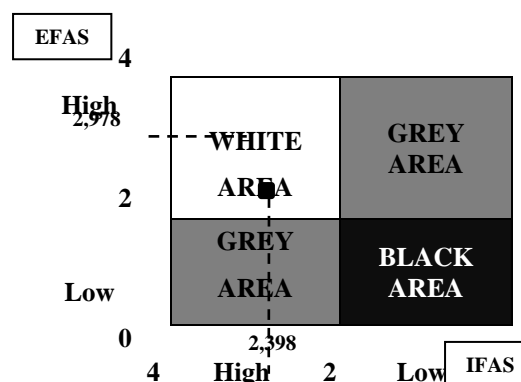 EFAS
4
High
2,978
WHITE
AREA
GREY
AREA
2
GREY
AREA
BLACK
AREA
Low
0
2,398
4 High 2 Low IFAS